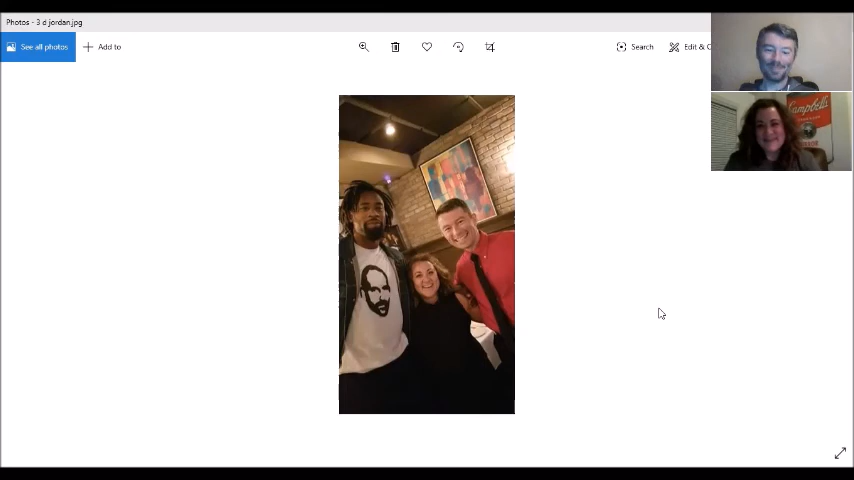 Photos - 3 d jordan.jpg
See all photos
Add to
Search
Edit & C
Campbell's